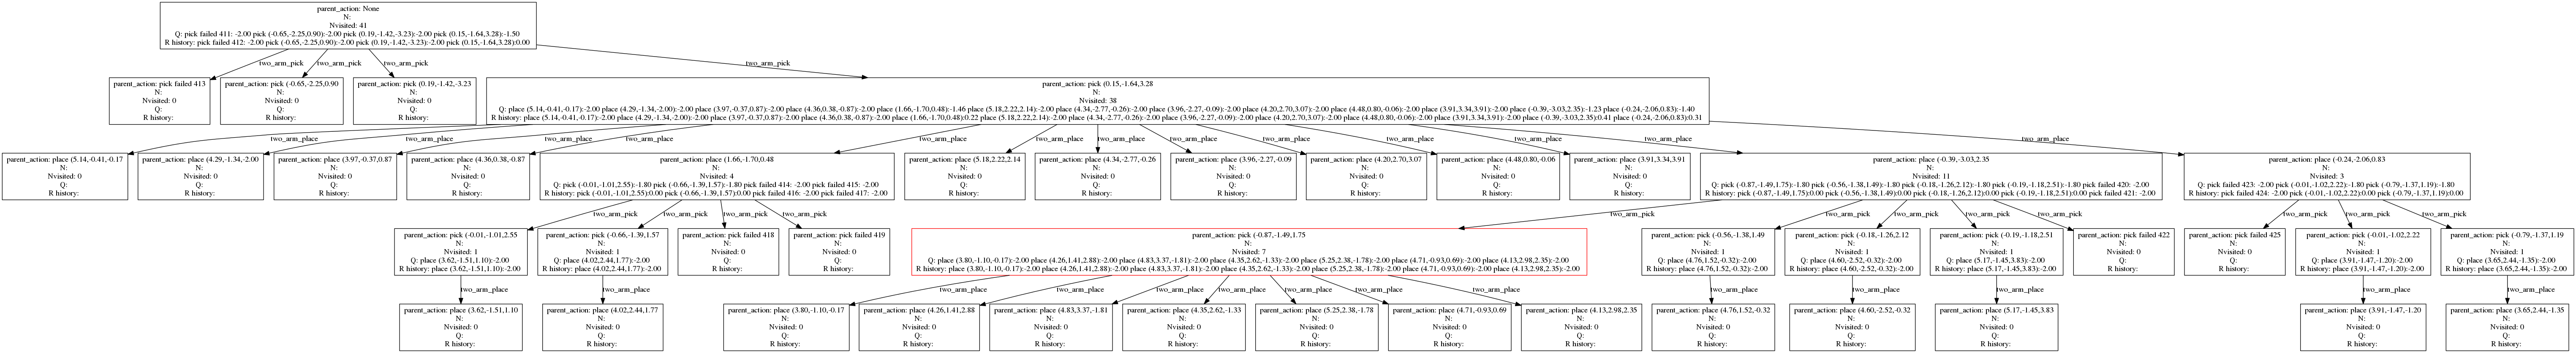 parent_action: None
N:
Nvisited: 41
Q: pick failed 411: -2.00 pick (-0.65,-2.25,0.90):-2.00 pick (0.19,-1.42,-3.23):-2.00 pick (0.15,-1.64,3.28):-1.50
R history: pick failed 412: -2.00 pick (-0.65,-2.25,0.90):-2.00 pick (0.19,-1.42,-3.23):-2.00 pick (0.15,-1.64,3.28):0.00
two_arm_pick
two_arm_pick
two_arm_pick
two_arm_pick
parent_action: pick failed 413
N:
Nvisited: 0
Q:
R history:
parent_action: pick (-0.65,-2.25,0.90
N:
Nvisited: 0
Q:
R history:
parent_action: pick (0.19,-1.42,-3.23
N:
Nvisited: 0
Q:
R history:
parent_action: pick (0.15,-1.64,3.28
N:
Nvisited: 38
Q: place (5.14,-0.41,-0.17):-2.00 place (4.29,-1.34,-2.00):-2.00 place (3.97,-0.37,0.87):-2.00 place (4.36,0.38,-0.87):-2.00 place (1.66,-1.70,0.48):-1.46 place (5.18,2.22,2.14):-2.00 place (4.34,-2.77,-0.26):-2.00 place (3.96,-2.27,-0.09):-2.00 place (4.20,2.70,3.07):-2.00 place (4.48,0.80,-0.06):-2.00 place (3.91,3.34,3.91):-2.00 place (-0.39,-3.03,2.35):-1.23 place (-0.24,-2.06,0.83):-1.40
R history: place (5.14,-0.41,-0.17):-2.00 place (4.29,-1.34,-2.00):-2.00 place (3.97,-0.37,0.87):-2.00 place (4.36,0.38,-0.87):-2.00 place (1.66,-1.70,0.48):0.22 place (5.18,2.22,2.14):-2.00 place (4.34,-2.77,-0.26):-2.00 place (3.96,-2.27,-0.09):-2.00 place (4.20,2.70,3.07):-2.00 place (4.48,0.80,-0.06):-2.00 place (3.91,3.34,3.91):-2.00 place (-0.39,-3.03,2.35):0.41 place (-0.24,-2.06,0.83):0.31
two_arm_place
two_arm_place
two_arm_place
two_arm_place
two_arm_place
two_arm_place
two_arm_place
two_arm_place
two_arm_place
two_arm_place
two_arm_place
two_arm_place
two_arm_place
parent_action: place (5.14,-0.41,-0.17
N:
Nvisited: 0
Q:
R history:
parent_action: place (4.29,-1.34,-2.00
N:
Nvisited: 0
Q:
R history:
parent_action: place (3.97,-0.37,0.87
N:
Nvisited: 0
Q:
R history:
parent_action: place (4.36,0.38,-0.87
N:
Nvisited: 0
Q:
R history:
parent_action: place (1.66,-1.70,0.48
N:
Nvisited: 4
Q: pick (-0.01,-1.01,2.55):-1.80 pick (-0.66,-1.39,1.57):-1.80 pick failed 414: -2.00 pick failed 415: -2.00
R history: pick (-0.01,-1.01,2.55):0.00 pick (-0.66,-1.39,1.57):0.00 pick failed 416: -2.00 pick failed 417: -2.00
parent_action: place (5.18,2.22,2.14
N:
Nvisited: 0
Q:
R history:
parent_action: place (4.34,-2.77,-0.26
N:
Nvisited: 0
Q:
R history:
parent_action: place (3.96,-2.27,-0.09
N:
Nvisited: 0
Q:
R history:
parent_action: place (4.20,2.70,3.07
N:
Nvisited: 0
Q:
R history:
parent_action: place (4.48,0.80,-0.06
N:
Nvisited: 0
Q:
R history:
parent_action: place (3.91,3.34,3.91
N:
Nvisited: 0
Q:
R history:
parent_action: place (-0.39,-3.03,2.35
N:
Nvisited: 11
Q: pick (-0.87,-1.49,1.75):-1.80 pick (-0.56,-1.38,1.49):-1.80 pick (-0.18,-1.26,2.12):-1.80 pick (-0.19,-1.18,2.51):-1.80 pick failed 420: -2.00
R history: pick (-0.87,-1.49,1.75):0.00 pick (-0.56,-1.38,1.49):0.00 pick (-0.18,-1.26,2.12):0.00 pick (-0.19,-1.18,2.51):0.00 pick failed 421: -2.00
parent_action: place (-0.24,-2.06,0.83
N:
Nvisited: 3
Q: pick failed 423: -2.00 pick (-0.01,-1.02,2.22):-1.80 pick (-0.79,-1.37,1.19):-1.80
R history: pick failed 424: -2.00 pick (-0.01,-1.02,2.22):0.00 pick (-0.79,-1.37,1.19):0.00
two_arm_pick
two_arm_pick
two_arm_pick
two_arm_pick
two_arm_pick
two_arm_pick
two_arm_pick
two_arm_pick
two_arm_pick
two_arm_pick
two_arm_pick
two_arm_pick
parent_action: pick (-0.01,-1.01,2.55
N:
Nvisited: 1
Q: place (3.62,-1.51,1.10):-2.00
R history: place (3.62,-1.51,1.10):-2.00
parent_action: pick (-0.66,-1.39,1.57
N:
Nvisited: 1
Q: place (4.02,2.44,1.77):-2.00
R history: place (4.02,2.44,1.77):-2.00
parent_action: pick failed 418
N:
Nvisited: 0
Q:
R history:
parent_action: pick failed 419
N:
Nvisited: 0
Q:
R history:
parent_action: pick (-0.87,-1.49,1.75
N:
Nvisited: 7
Q: place (3.80,-1.10,-0.17):-2.00 place (4.26,1.41,2.88):-2.00 place (4.83,3.37,-1.81):-2.00 place (4.35,2.62,-1.33):-2.00 place (5.25,2.38,-1.78):-2.00 place (4.71,-0.93,0.69):-2.00 place (4.13,2.98,2.35):-2.00
R history: place (3.80,-1.10,-0.17):-2.00 place (4.26,1.41,2.88):-2.00 place (4.83,3.37,-1.81):-2.00 place (4.35,2.62,-1.33):-2.00 place (5.25,2.38,-1.78):-2.00 place (4.71,-0.93,0.69):-2.00 place (4.13,2.98,2.35):-2.00
parent_action: pick (-0.56,-1.38,1.49
N:
Nvisited: 1
Q: place (4.76,1.52,-0.32):-2.00
R history: place (4.76,1.52,-0.32):-2.00
parent_action: pick (-0.18,-1.26,2.12
N:
Nvisited: 1
Q: place (4.60,-2.52,-0.32):-2.00
R history: place (4.60,-2.52,-0.32):-2.00
parent_action: pick (-0.19,-1.18,2.51
N:
Nvisited: 1
Q: place (5.17,-1.45,3.83):-2.00
R history: place (5.17,-1.45,3.83):-2.00
parent_action: pick failed 422
N:
Nvisited: 0
Q:
R history:
parent_action: pick failed 425
N:
Nvisited: 0
Q:
R history:
parent_action: pick (-0.01,-1.02,2.22
N:
Nvisited: 1
Q: place (3.91,-1.47,-1.20):-2.00
R history: place (3.91,-1.47,-1.20):-2.00
parent_action: pick (-0.79,-1.37,1.19
N:
Nvisited: 1
Q: place (3.65,2.44,-1.35):-2.00
R history: place (3.65,2.44,-1.35):-2.00
two_arm_place
two_arm_place
two_arm_place
two_arm_place
two_arm_place
two_arm_place
two_arm_place
two_arm_place
two_arm_place
two_arm_place
two_arm_place
two_arm_place
two_arm_place
two_arm_place
parent_action: place (3.62,-1.51,1.10
N:
Nvisited: 0
Q:
R history:
parent_action: place (4.02,2.44,1.77
N:
Nvisited: 0
Q:
R history:
parent_action: place (3.80,-1.10,-0.17
N:
Nvisited: 0
Q:
R history:
parent_action: place (4.26,1.41,2.88
N:
Nvisited: 0
Q:
R history:
parent_action: place (4.83,3.37,-1.81
N:
Nvisited: 0
Q:
R history:
parent_action: place (4.35,2.62,-1.33
N:
Nvisited: 0
Q:
R history:
parent_action: place (5.25,2.38,-1.78
N:
Nvisited: 0
Q:
R history:
parent_action: place (4.71,-0.93,0.69
N:
Nvisited: 0
Q:
R history:
parent_action: place (4.13,2.98,2.35
N:
Nvisited: 0
Q:
R history:
parent_action: place (4.76,1.52,-0.32
N:
Nvisited: 0
Q:
R history:
parent_action: place (4.60,-2.52,-0.32
N:
Nvisited: 0
Q:
R history:
parent_action: place (5.17,-1.45,3.83
N:
Nvisited: 0
Q:
R history:
parent_action: place (3.91,-1.47,-1.20
N:
Nvisited: 0
Q:
R history:
parent_action: place (3.65,2.44,-1.35
N:
Nvisited: 0
Q:
R history: